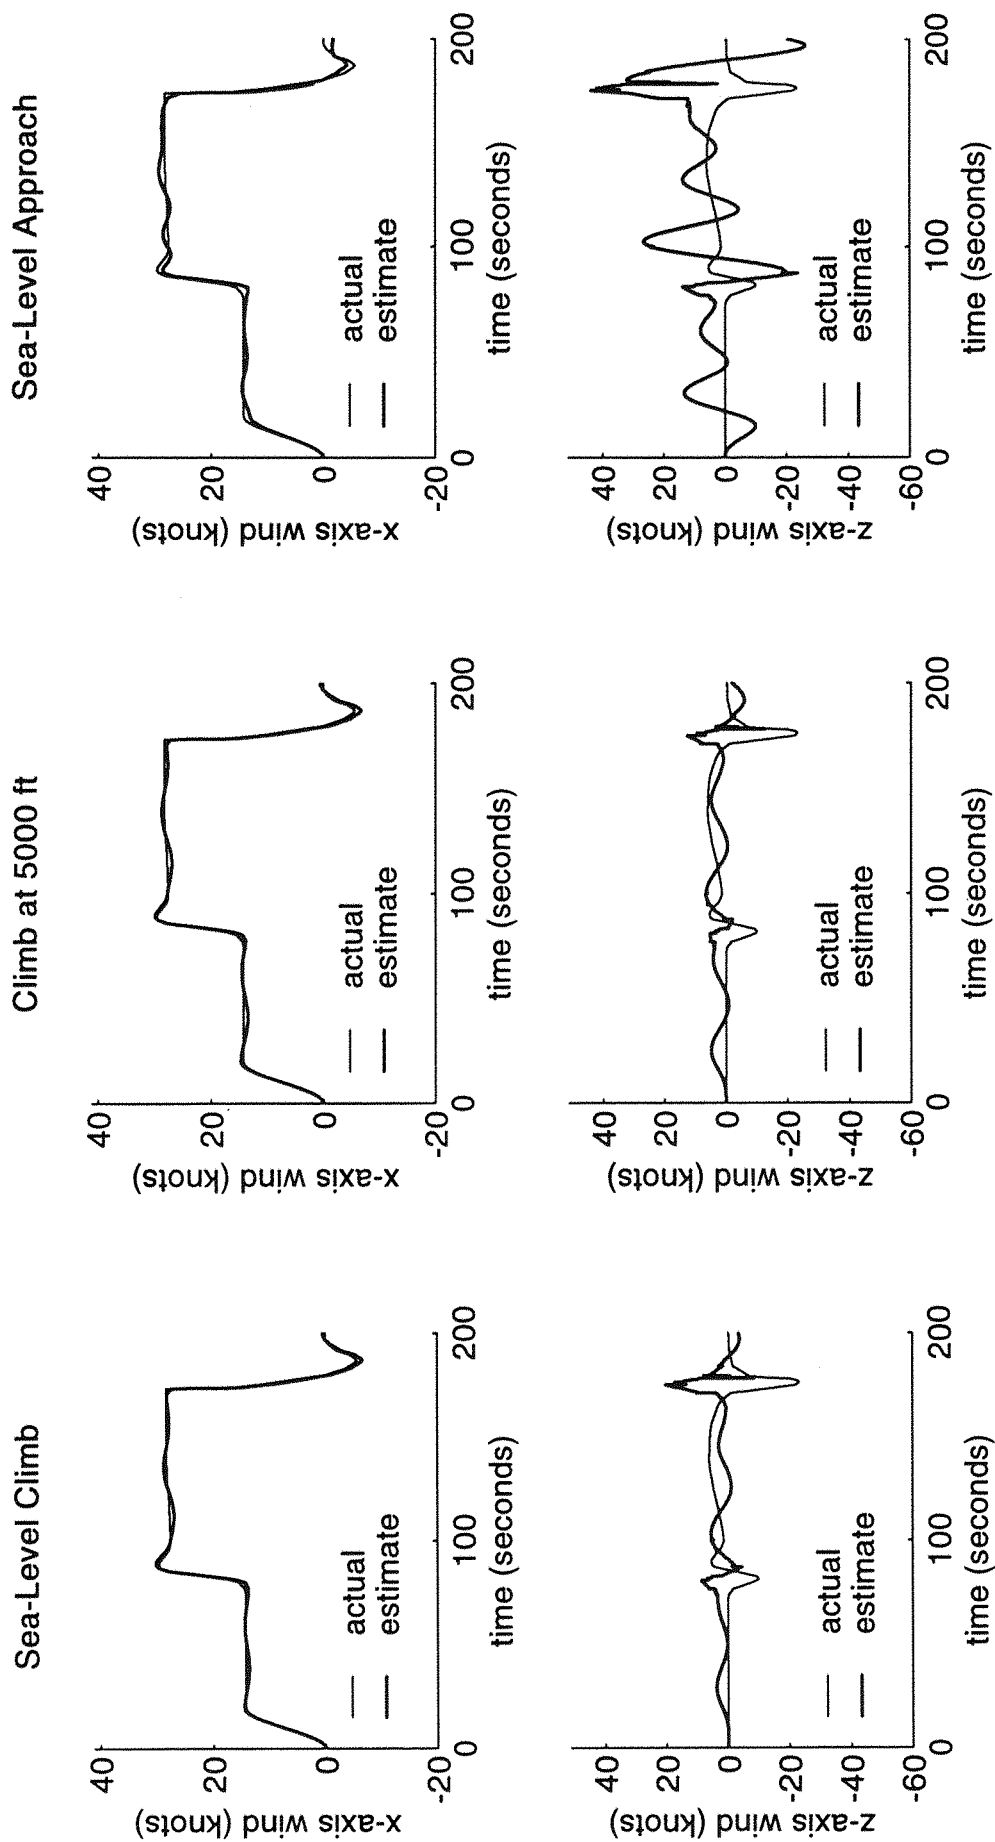 Sea-Level Climb
40
20
0
-20
x-axis wind (knots)
actual
estimate
0
100
200
time (seconds)
40
20
0
-20
-40
-60
z-axis wind (knots)
actual
estimate
0
100
200
time (seconds)
Climb at 5000 ft
40
20
0
-20
x-axis wind (knots)
actual
estimate
0
100
200
time (seconds)
40
20
0
-20
-40
-60
z-axis wind (knots)
actual
estimate
0
100
200
time (seconds)
Sea-Level Approach
40
20
0
-20
x-axis wind (knots)
actual
estimate
0
100
200
time (seconds)
40
20
0
-20
-40
-60
z-axis wind (knots)
actual
estimate
0
100
200
time (seconds)